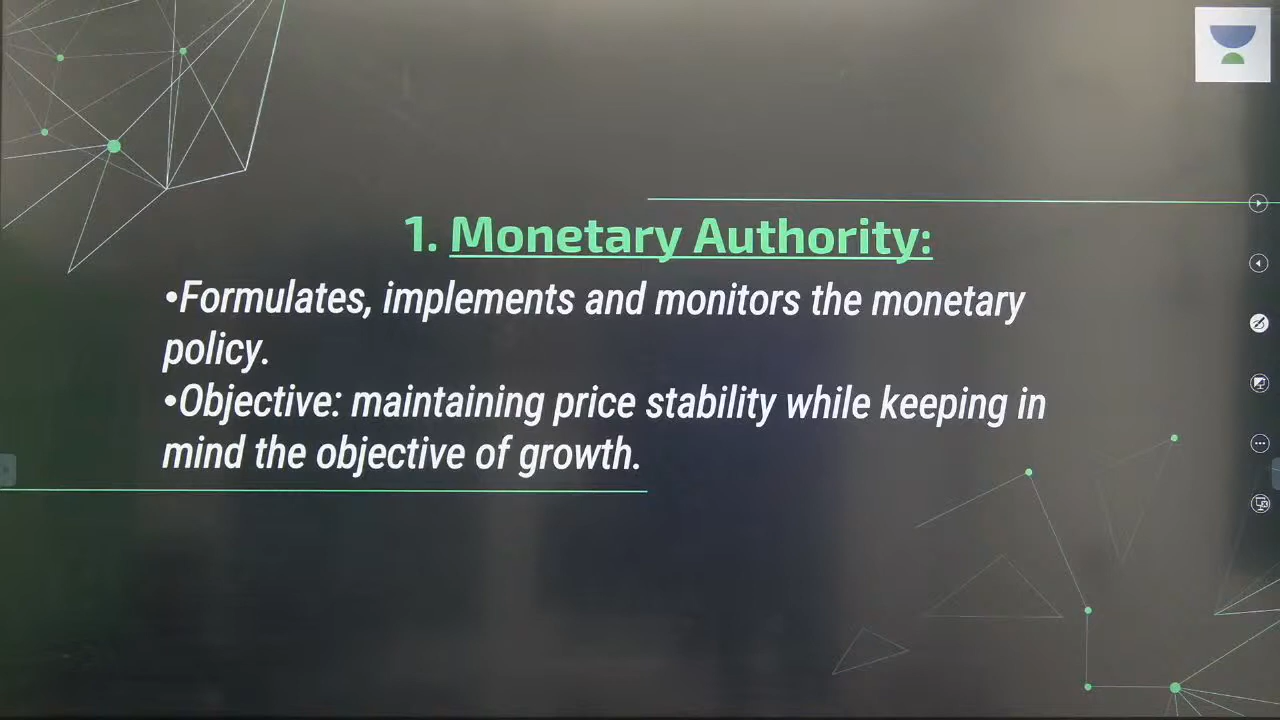 1. Monetary Authority:
•Formulates, implements and monitors the monetary
policy.
•Objective: maintaining price stability while keeping in
mind the objective of growth.